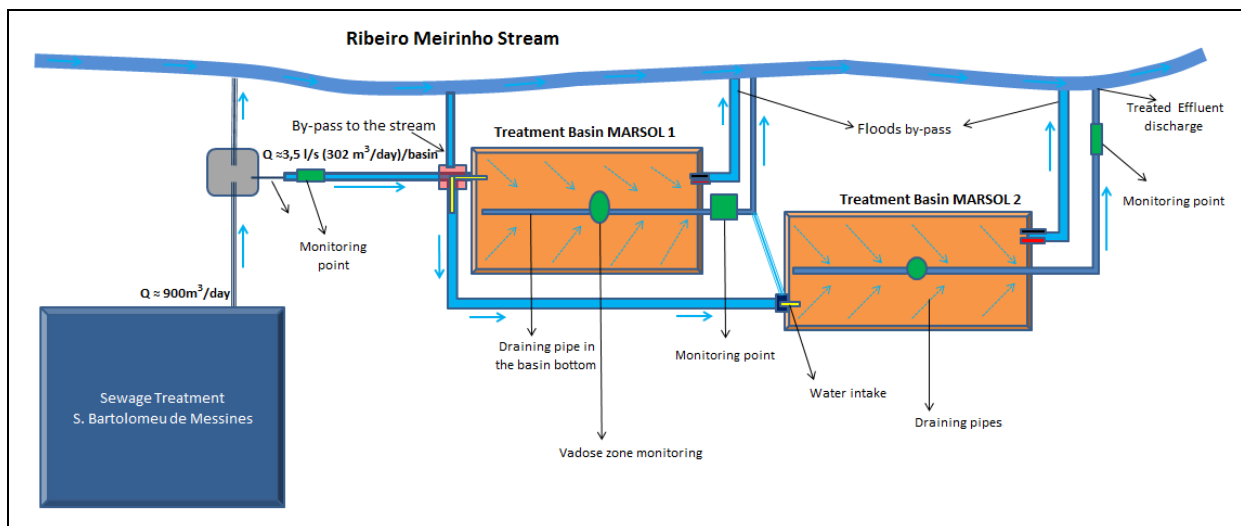 Ribeiro Meirinho Stream
By-pass to the stream
Treatment Basin MARSOL 1
Floods by-pass
Treated Effluent
discharge
Q ≈3,5 l/s (302 m³/day)/basin
Monitoring
point
Treatment Basin MARSOL 2
Monitoring point
Q ≈ 900m³/day
Draining pipe in
the basin bottom
Monitoring point
Water intake
Sewage Treatment
S. Bartolomeu de Messines
Draining pipes
Vadose zone monitoring